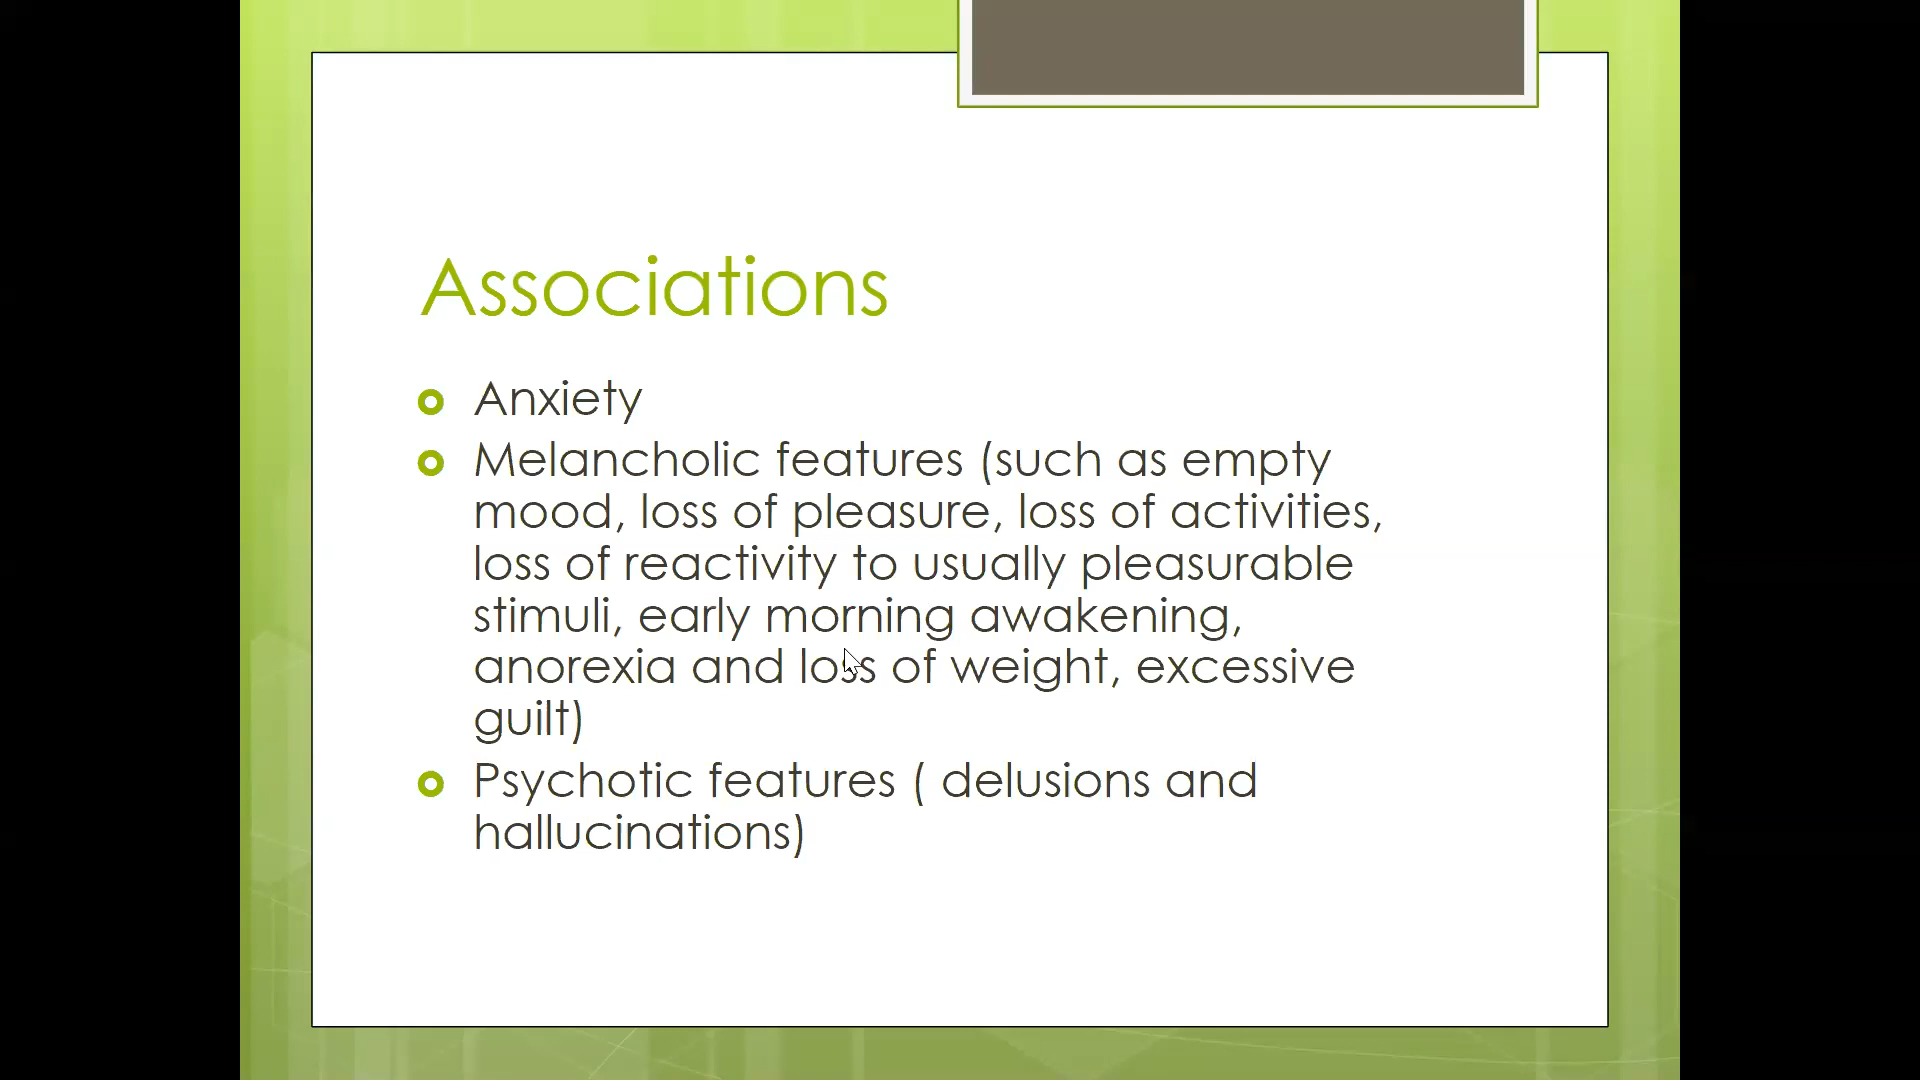 Associations
Anxiety
Melancholic features (such as empty
mood, loss of pleasure, loss of activities,
loss of reactivity to usually pleasurable
stimuli, early morning awakening,
anorexia and loss of weight, excessive
guilt)
Psychotic features ( delusions and
hallucinations)